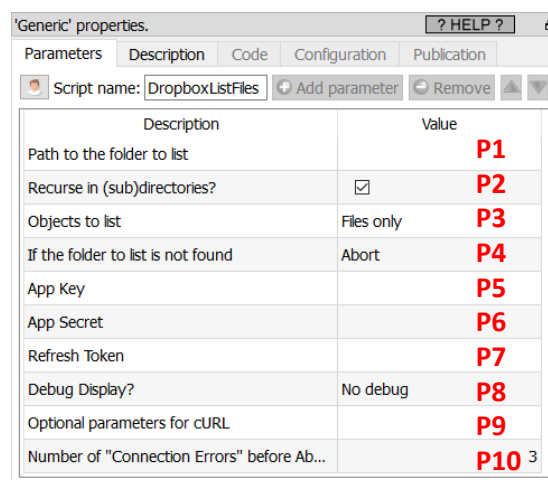 'Generic' properties. ? HELP ?
Parameters Description Code Configuration Publication
Script name: DropboxListFiles Add parameter Remove
Description Value
Path to the folder to list P1
Recurse in (sub)directories? P2
Objects to list Files only P3
If the folder to list is not found Abort P4
App Key P5
App Secret P6
Refresh Token P7
Debug Display? No debug P8
Optional parameters for cURL P9
Number of "Connection Errors" before Ab... P10 3